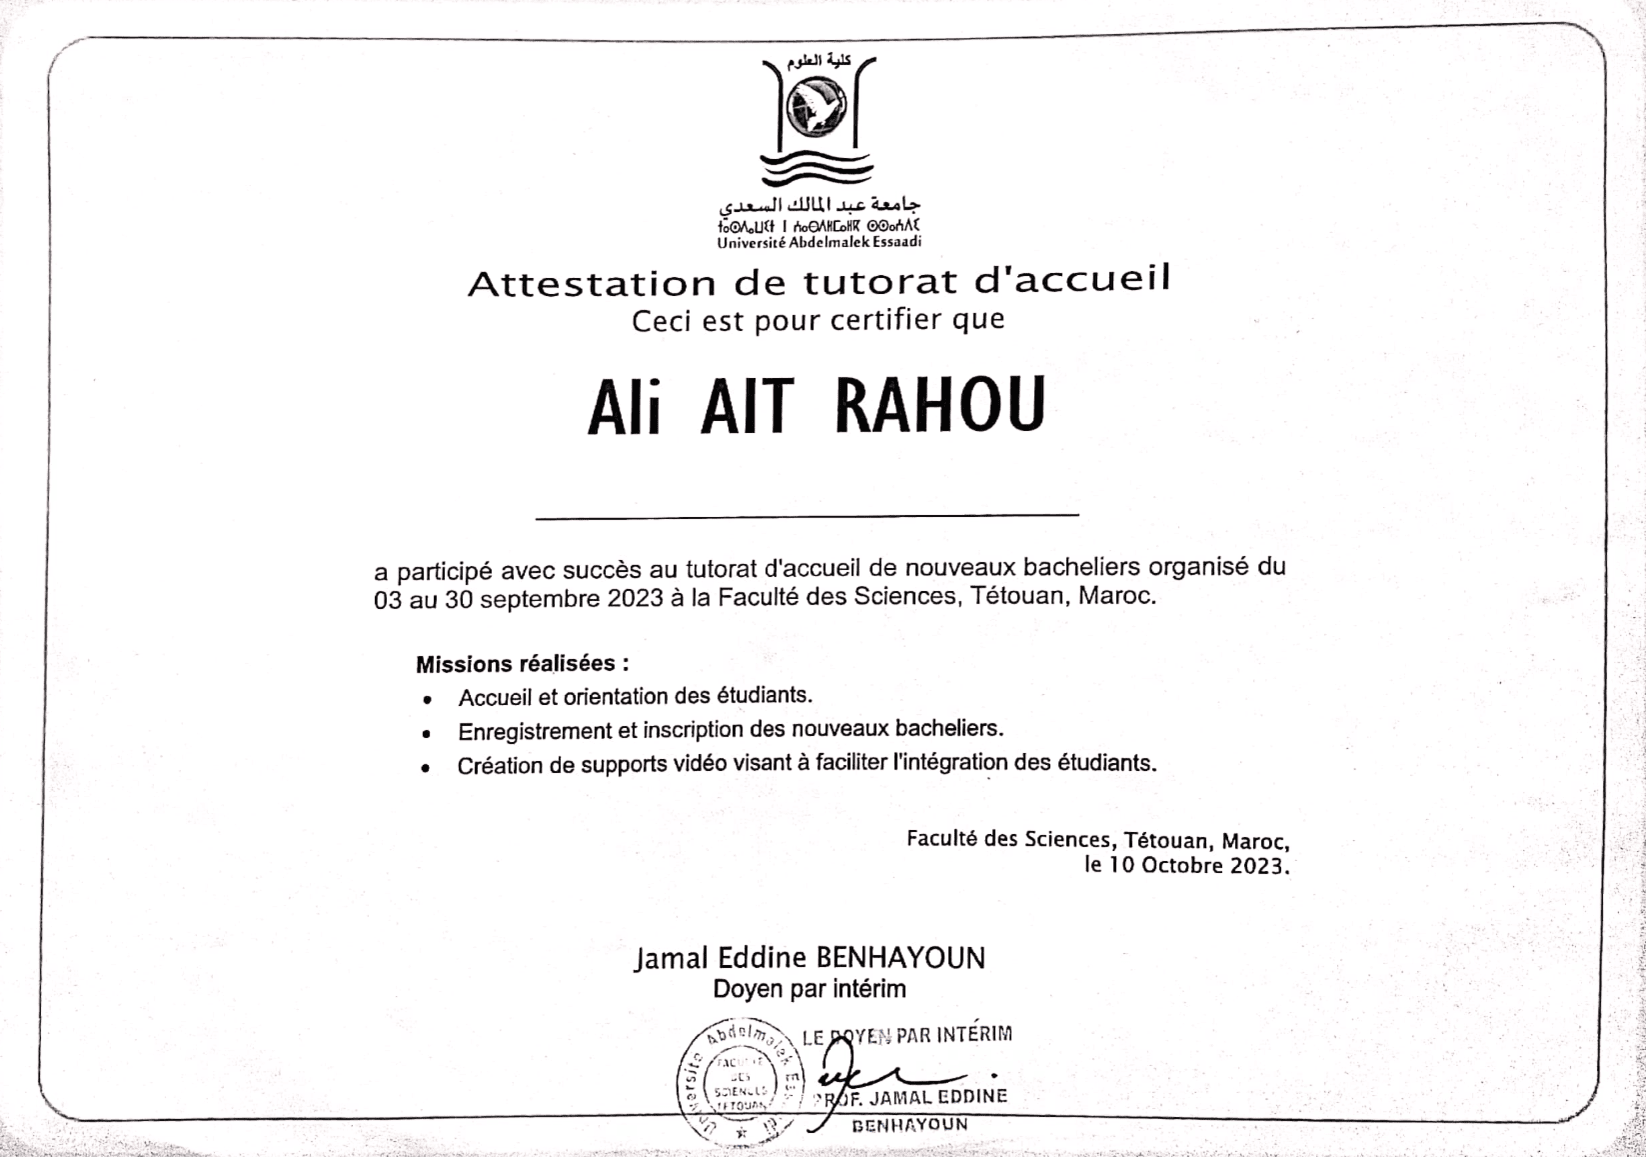 كلية العلوم
جامعة عبد المالك السعدي
Université Abdelmalek Essaadi
Attestation de tutorat d'accueil
Ceci est pour certifier que
Ali AIT RAHOU
a participé avec succès au tutorat d'accueil de nouveaux bacheliers organisé du
03 au 30 septembre 2023 à la Faculté des Sciences, Tétouan, Maroc.
Missions réalisées :
• Accueil et orientation des étudiants.
• Enregistrement et inscription des nouveaux bacheliers.
• Création de supports vidéo visant à faciliter l'intégration des étudiants.
Faculté des Sciences, Tétouan, Maroc,
le 10 Octobre 2023.
Jamal Eddine BENHAYOUN
Doyen par intérim
LE DOYEN PAR INTÉRIM
PROF. JAMAL EDDINE
BENHAYOUN
Universite Abdelmalek Essaadi
FACULTE
DES
SCIENCES
TETOUAN